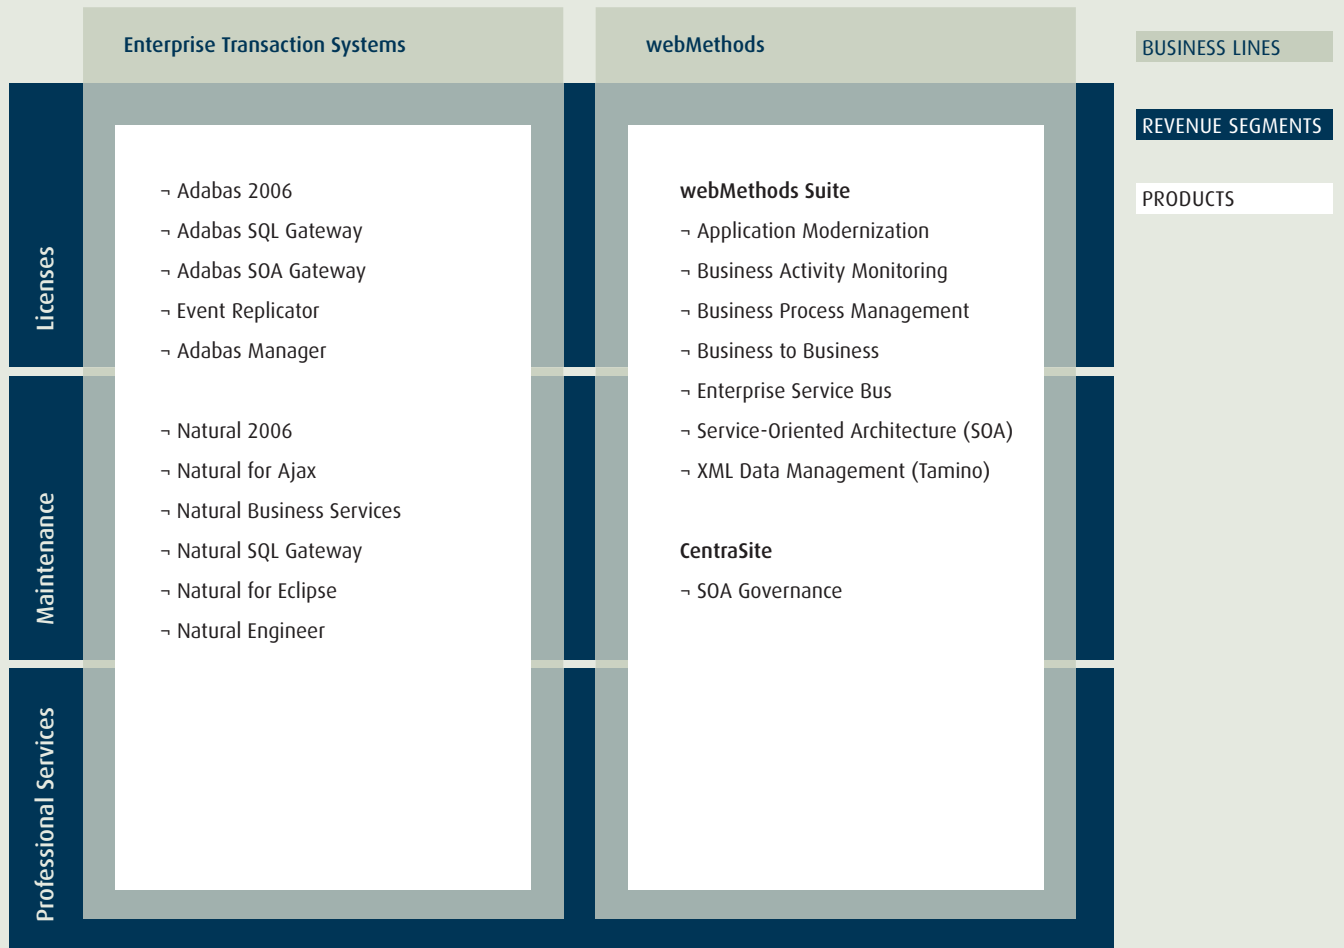 Enterprise Transaction Systems
webMethods
BUSINESS LINES
REVENUE SEGMENTS
PRODUCTS
Licenses
Maintenance
Professional Services
¬ Adabas 2006
¬ Adabas SQL Gateway
¬ Adabas SOA Gateway
¬ Event Replicator
¬ Adabas Manager
¬ Natural 2006
¬ Natural for Ajax
¬ Natural Business Services
¬ Natural SQL Gateway
¬ Natural for Eclipse
¬ Natural Engineer
webMethods Suite
¬ Application Modernization
¬ Business Activity Monitoring
¬ Business Process Management
¬ Business to Business
¬ Enterprise Service Bus
¬ Service-Oriented Architecture (SOA)
¬ XML Data Management (Tamino)
CentraSite
¬ SOA Governance